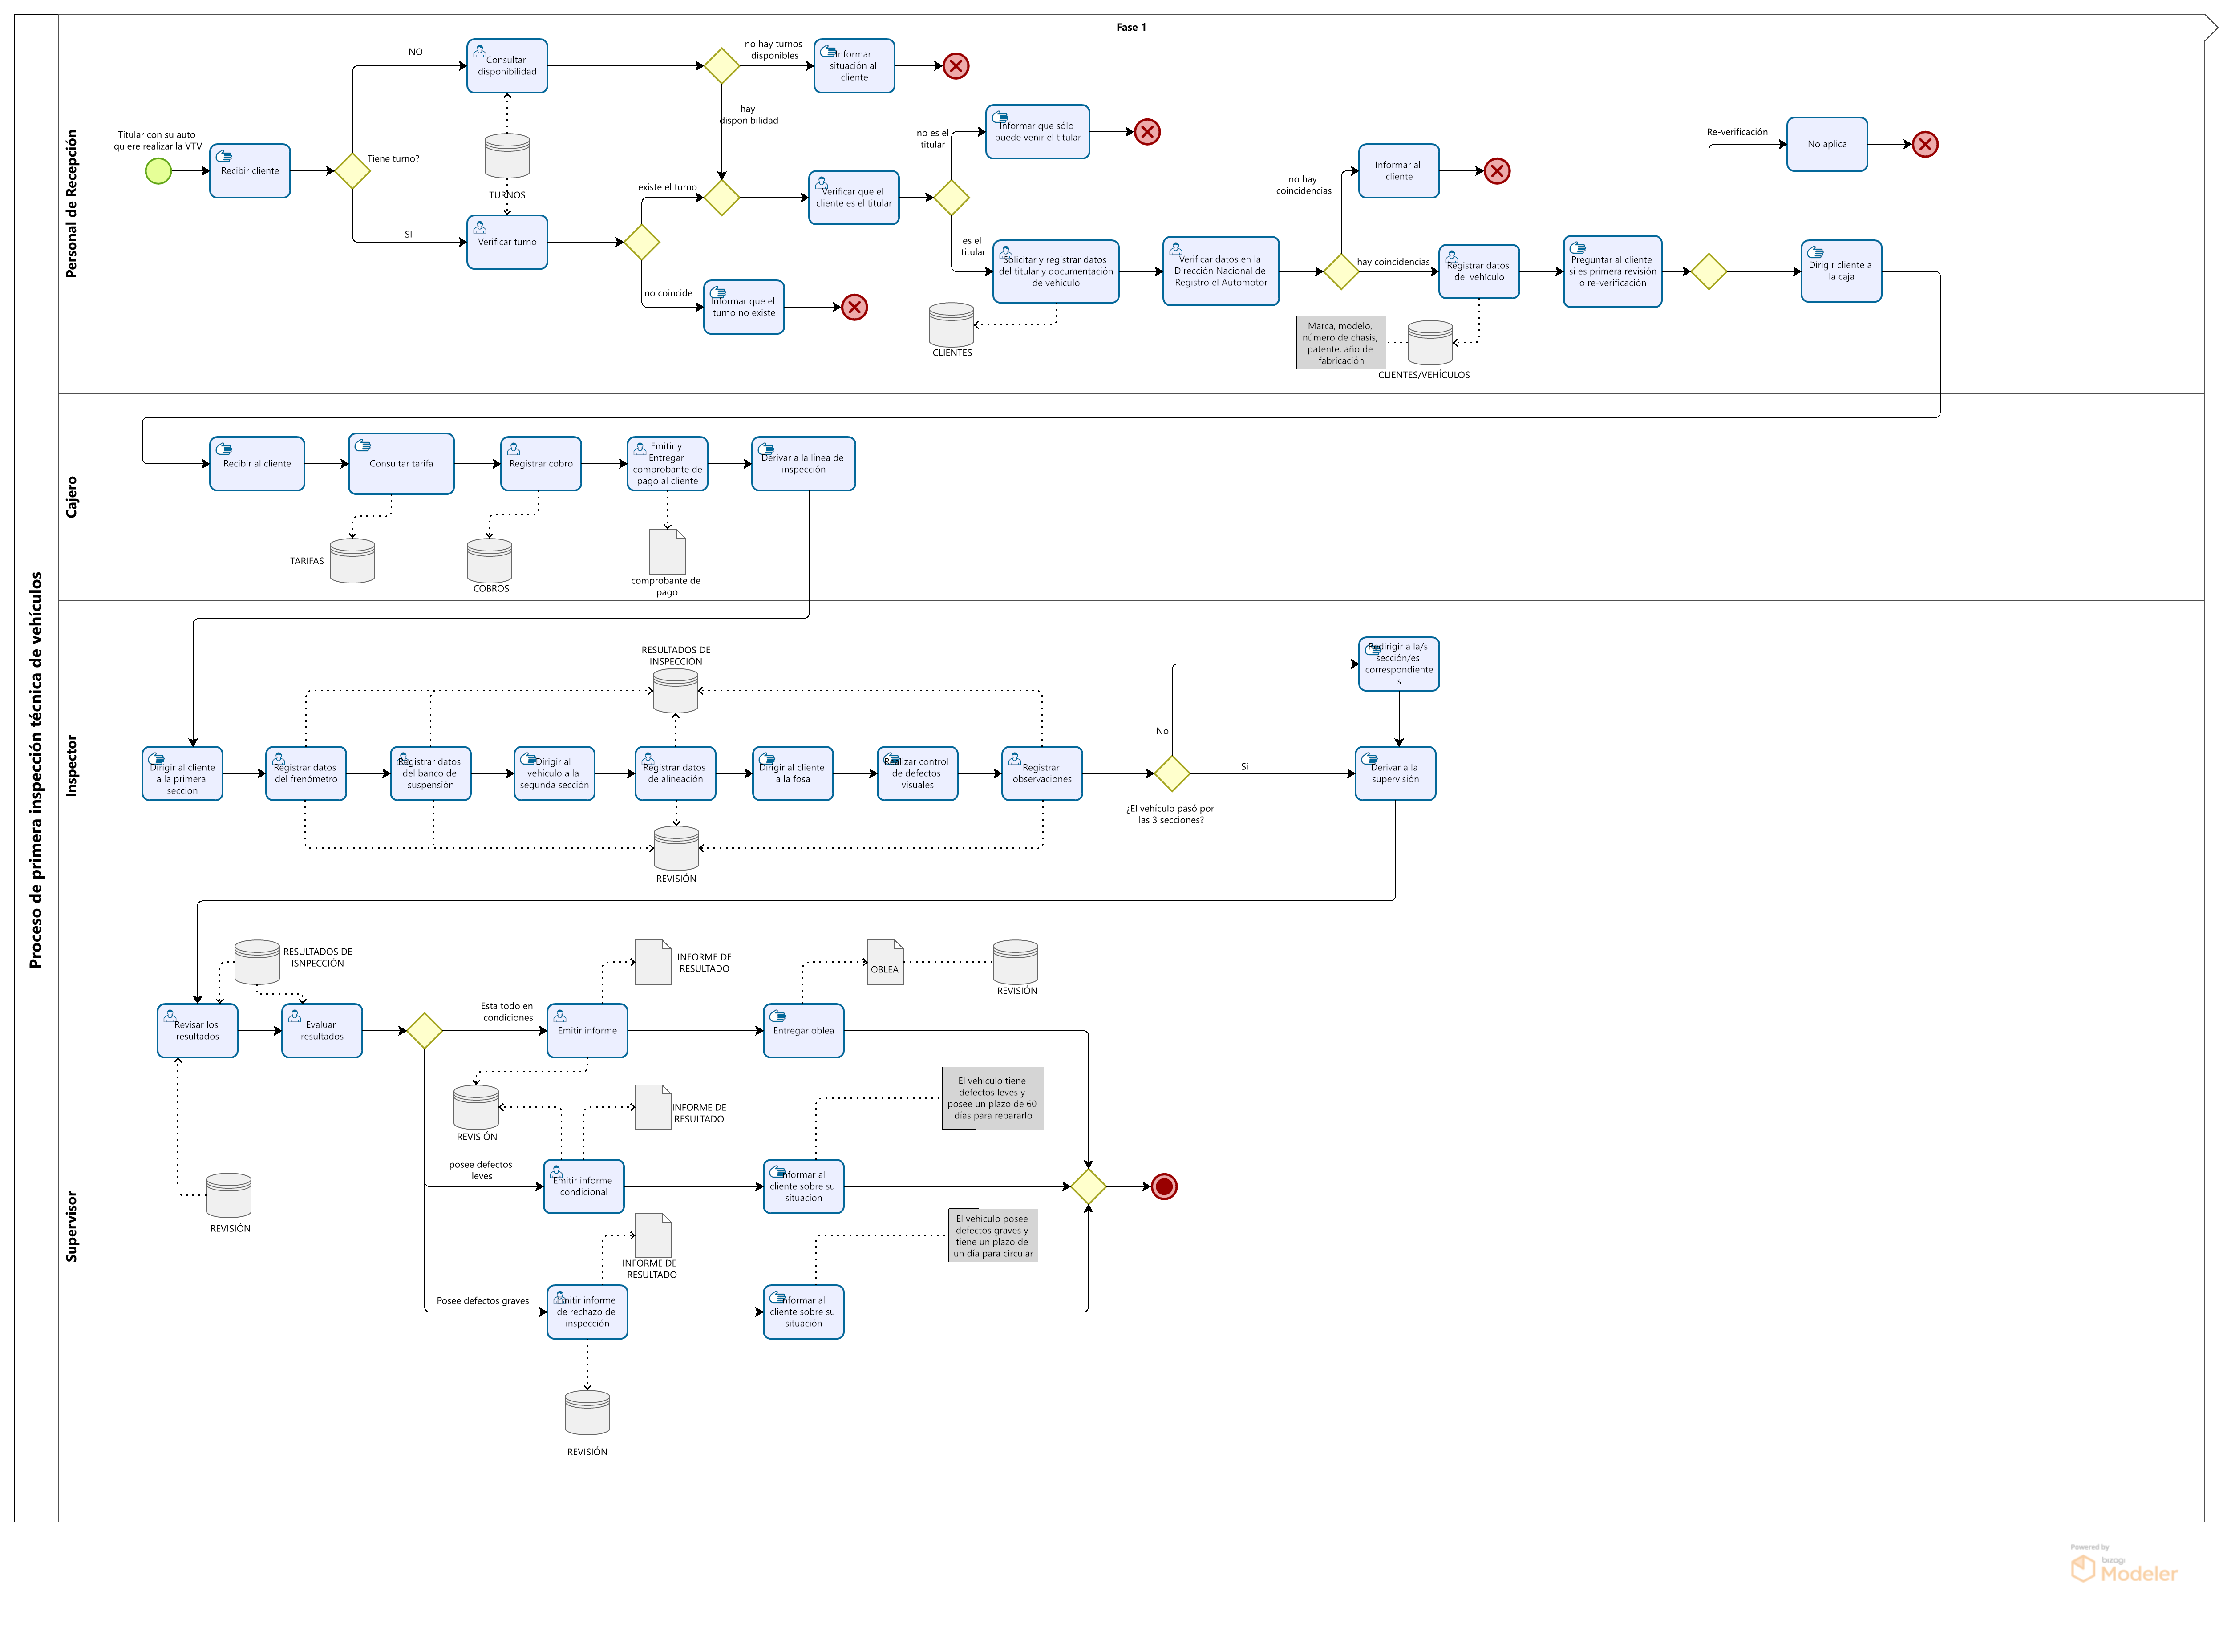 Fase 1
Proceso de primera inspección técnica de vehículos
Personal de Recepción
Titular con su auto
quiere realizar la VTV
Recibir cliente
Tiene turno?
NO
SI
Consultar
disponibilidad
TURNOS
Verificar turno
no hay turnos
disponibles
hay
disponibilidad
Informar
situación al
cliente
existe el turno
no coincide
Informar que el
turno no existe
Verificar que el
cliente es el titular
no es el
titular
Informar que sólo
puede venir el titular
es el
titular
Solicitar y registrar datos
del titular y documentación
de vehículo
CLIENTES
Verificar datos en la
Dirección Nacional de
Registro el Automotor
no hay
coincidencias
Informar al
cliente
hay coincidencias
Registrar datos
del vehículo
Marca, modelo,
número de chasis,
patente, año de
fabricación
CLIENTES/VEHÍCULOS
Preguntar al cliente
si es primera revisión
o re-verificación
Re-verificación
No aplica
Dirigir cliente a
la caja
Cajero
Recibir al cliente
Consultar tarifa
Registrar cobro
Emitir y
Entregar
comprobante de
pago al cliente
Derivar a la línea de
inspección
TARIFAS
COBROS
comprobante de
pago
Inspector
RESULTADOS DE
INSPECCIÓN
Dirigir al cliente
a la primera
seccion
Registrar datos
del frenómetro
Registrar datos
del banco de
suspensión
Dirigir al
vehículo a la
segunda sección
Registrar datos
de alineación
Dirigir al cliente
a la fosa
Realizar control
de defectos
visuales
Registrar
observaciones
REVISIÓN
¿El vehículo pasó por
las 3 secciones?
No
Si
Redirigir a la/s
sección/es
correspondiente
s
Derivar a la
supervisión
Supervisor
RESULTADOS DE
ISNPECCIÓN
Revisar los
resultados
Evaluar
resultados
REVISIÓN
Esta todo en
condiciones
Emitir informe
INFORME DE
RESULTADO
Entregar oblea
OBLEA
REVISIÓN
REVISIÓN
INFORME DE
RESULTADO
posee defectos
leves
Emitir informe
condicional
Informar al
cliente sobre su
situacion
El vehículo tiene
defectos leves y
posee un plazo de 60
días para repararlo
INFORME DE
RESULTADO
Posee defectos graves
Emitir informe
de rechazo de
inspección
Informar al
cliente sobre su
situación
El vehículo posee
defectos graves y
tiene un plazo de
un día para circular
REVISIÓN
Powered by
bizagi
Modeler